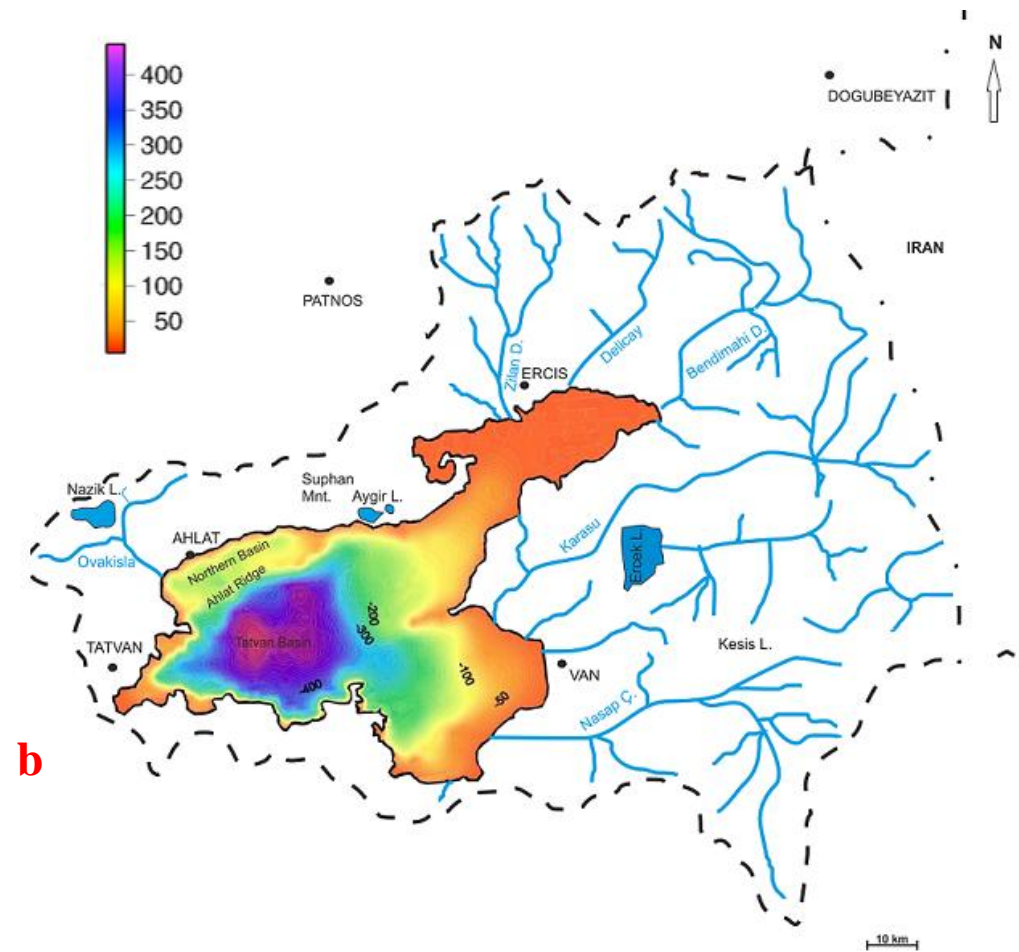 N
400
350
300
250
200
150
100
50
DOGUBEYAZIT
IRAN
PATNOS
Zilan D.
ERCIS
Delicay
Bendimahi D.
Nazik L.
Suphan
Mnt.
Aygir L.
AHLAT
Ovakisla
Northern Basin
Ahlat Ridge
Karasu
Ercek L.
-200
-300
Tatvan Basin
TATVAN
-400
-100
-50
VAN
Kesis L.
Nasap Ç.
b
10 km